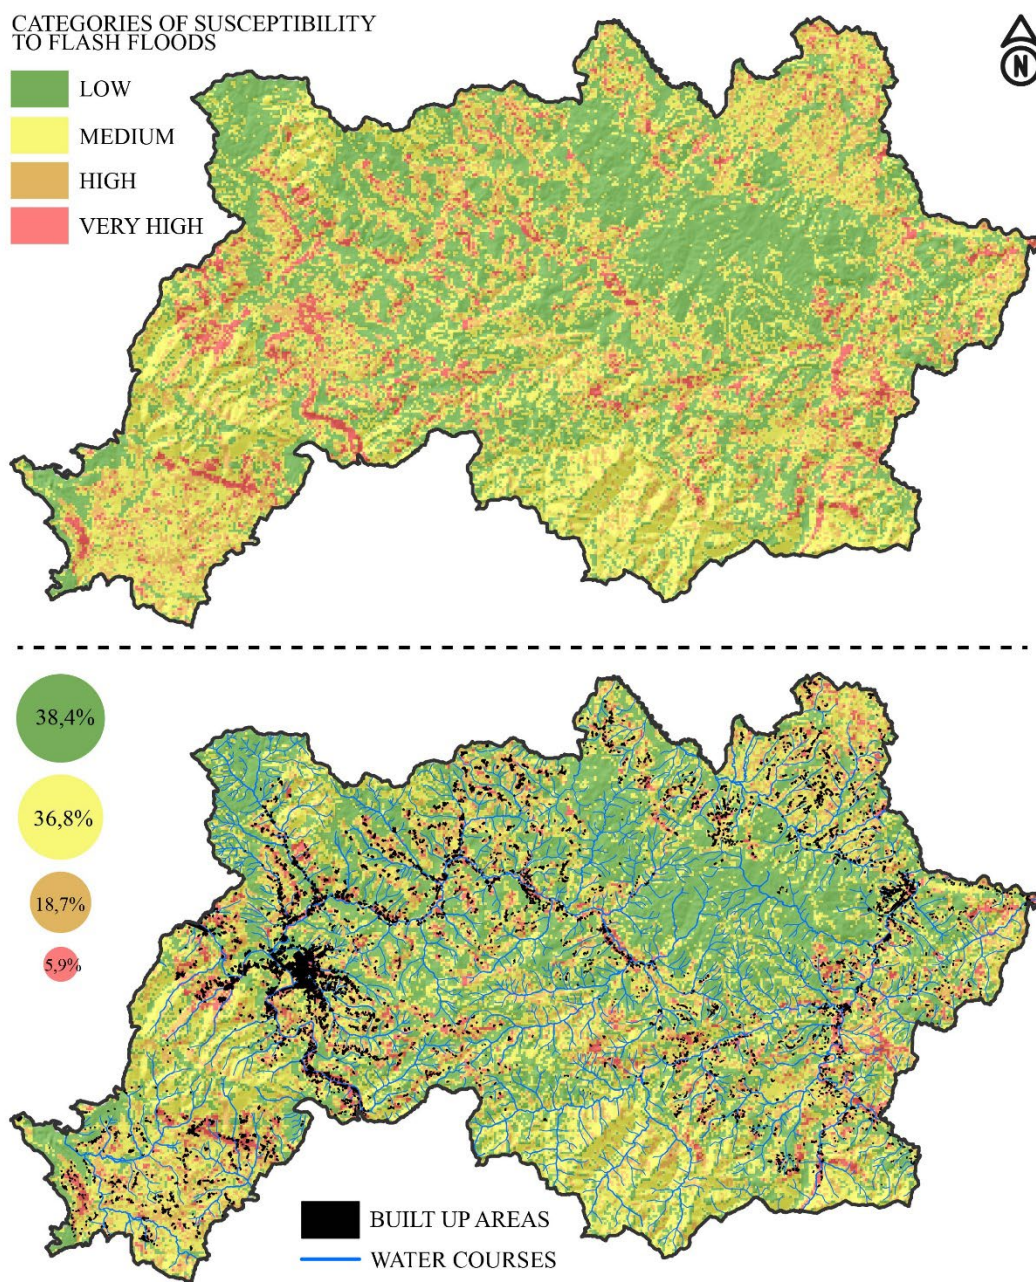 CATEGORIES OF SUSCEPTIBILITY
TO FLASH FLOODS
LOW
MEDIUM
HIGH
VERY HIGH
N
38,4%
36,8%
18,7%
5,9%
BUILT UP AREAS
WATER COURSES